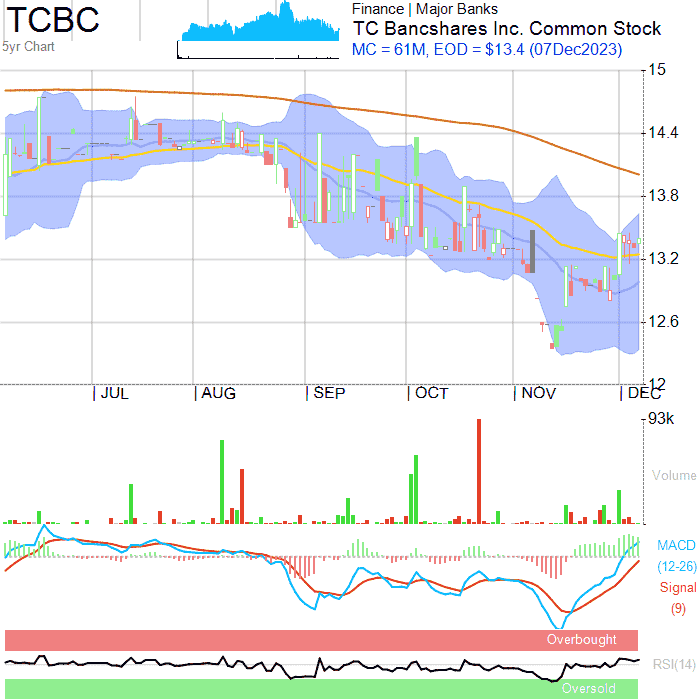 TCBC
5yr Chart
Finance | Major Banks
TC Bancshares Inc. Common Stock
MC = 61M, EOD = $13.4 (07Dec2023)
15
14.4
13.8
13.2
12.6
12
JUL AUG SEP OCT NOV DEC
93k
Volume
MACD
(12-26)
Signal
(9)
Overbought
RSI(14)
Oversold